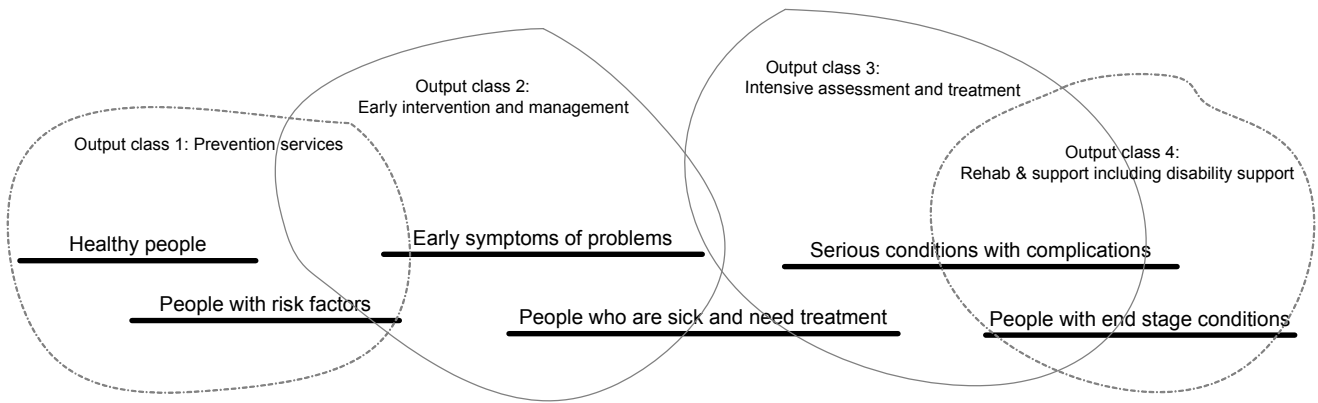 Output class 1: Prevention services
Output class 2:
Early intervention and management
Output class 3:
Intensive assessment and treatment
Output class 4:
Rehab & support including disability support
Healthy people
Early symptoms of problems
Serious conditions with complications
People with risk factors
People who are sick and need treatment
People with end stage conditions